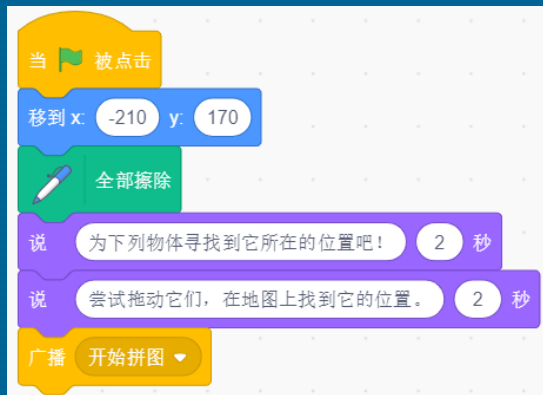 当 被点击
移到 x: -210 y: 170
全部擦除
说 为下列物体寻找到它所在的位置吧！ 2 秒
说 尝试拖动它们，在地图上找到它的位置。 2 秒
广播 开始拼图